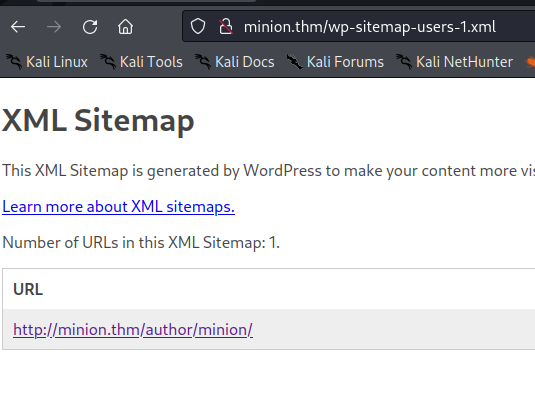 minion.thm/wp-sitemap-users-1.xml
Kali Linux Kali Tools Kali Docs Kali Forums Kali NetHunter
XML Sitemap
This XML Sitemap is generated by WordPress to make your content more
Learn more about XML sitemaps.
Number of URLs in this XML Sitemap: 1.
URL
http://minion.thm/author/minion/